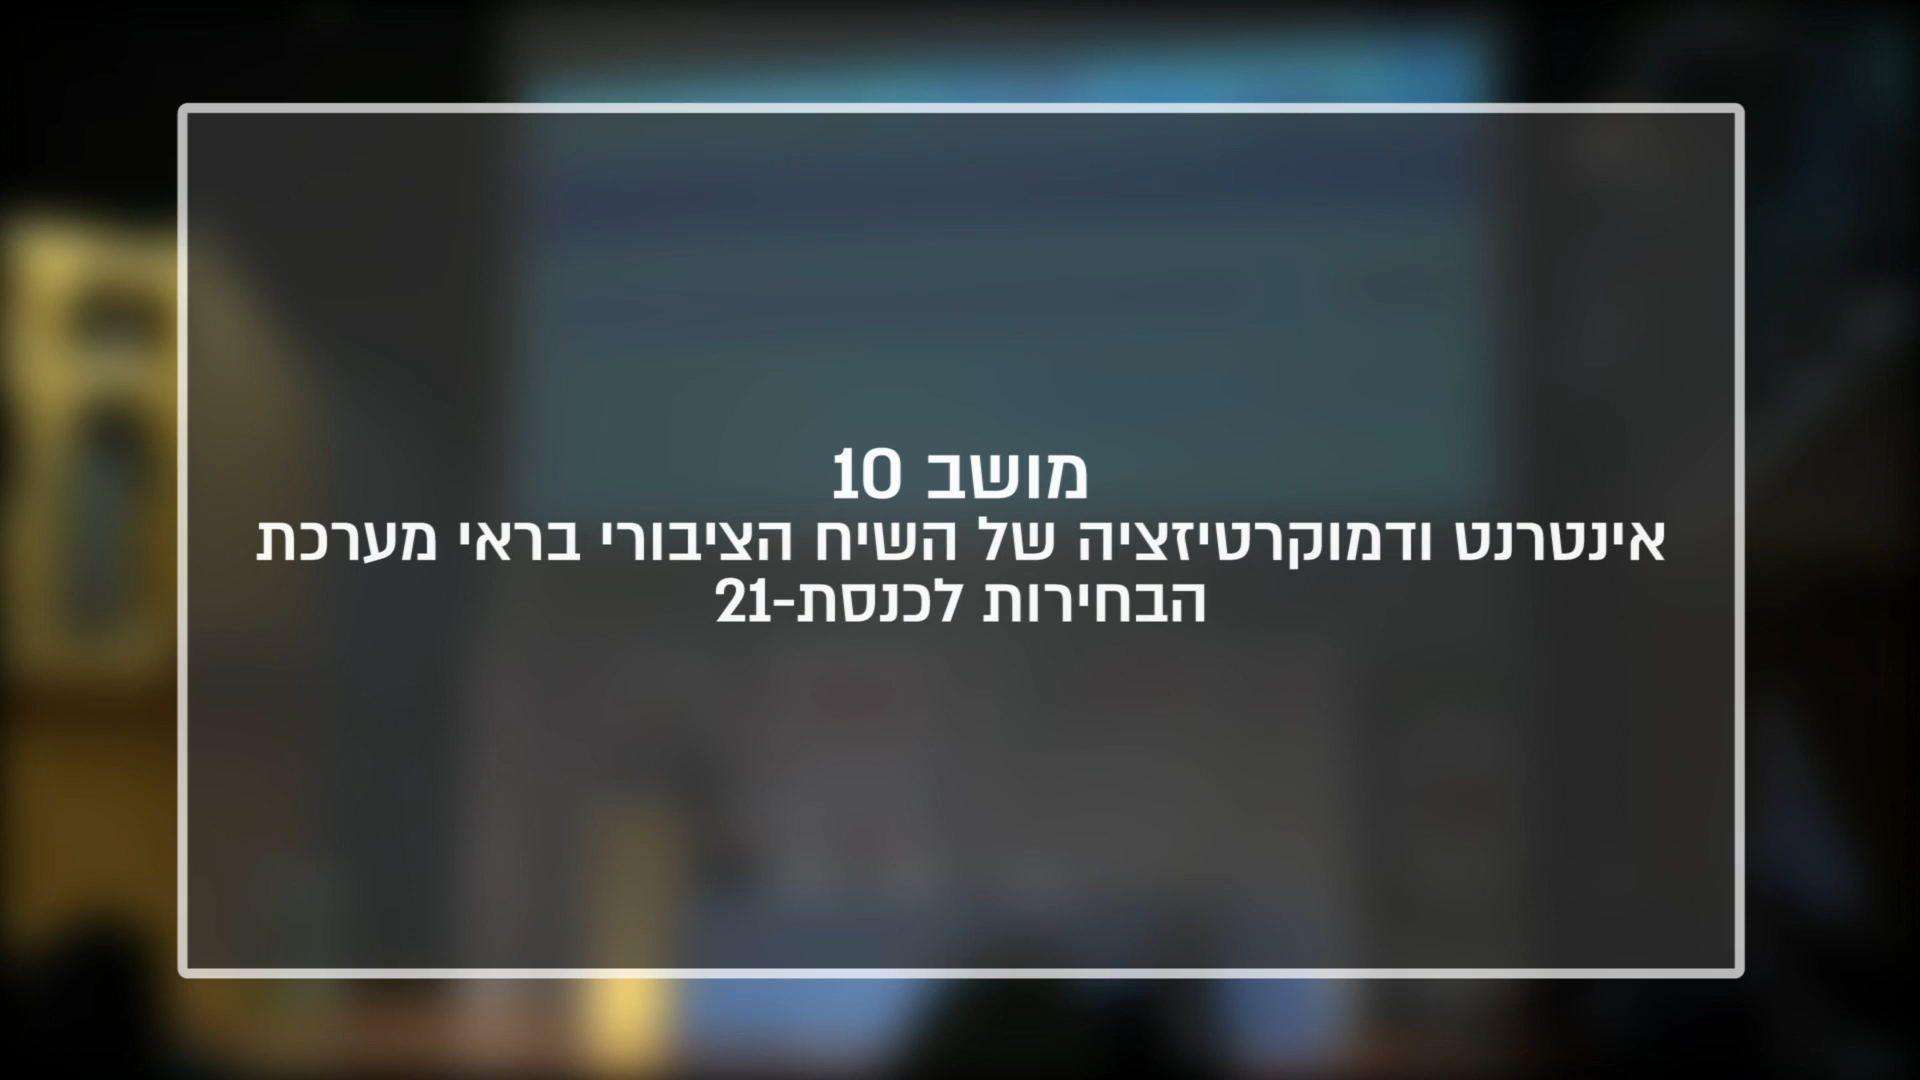 מושב 10
אינטרנט ודמוקרטיזציה של השיח הציבורי בראי מערכת
הבחירות לכנסת-21